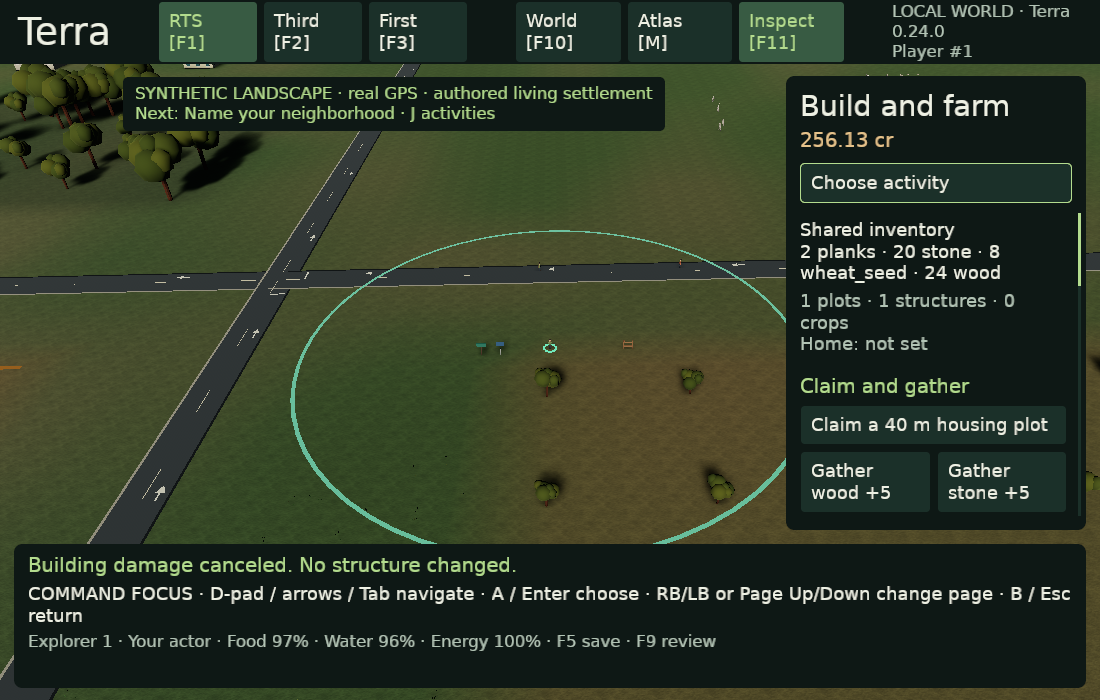 Terra
RTS
[F1]
Third
[F2]
First
[F3]
World
[F10]
Atlas
[M]
Inspect
[F11]
LOCAL WORLD · Terra
0.24.0
Player #1
SYNTHETIC LANDSCAPE · real GPS · authored living settlement
Next: Name your neighborhood · J activities
Build and farm
256.13 cr
Choose activity
Shared inventory
2 planks · 20 stone · 8
wheat_seed · 24 wood
1 plots · 1 structures · 0
crops
Home: not set
Claim and gather
Claim a 40 m housing plot
Gather
wood +5
Gather
stone +5
Building damage canceled. No structure changed.
COMMAND FOCUS · D-pad / arrows / Tab navigate · A / Enter choose · RB/LB or Page Up/Down change page · B / Esc
return
Explorer 1 · Your actor · Food 97% · Water 96% · Energy 100% · F5 save · F9 review